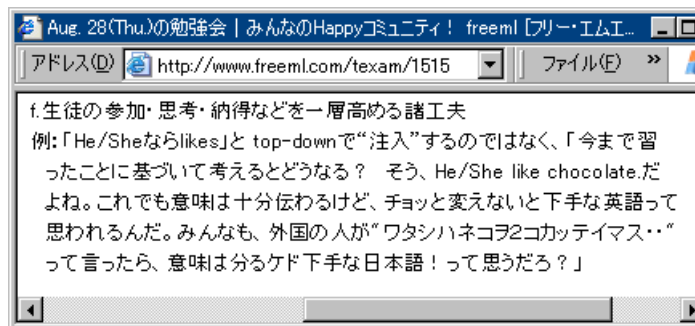 Aug. 28(Thu.)の勉強会 | みんなのHappyコミュニティ！ freeml [フリー・エムエ...
アドレス(D) http://www.freeml.com/texam/1515 ファイル(F) »
f.生徒の参加・思考・納得などを一層高める諸工夫
例:「He/Sheならlikes」と top-downで“注入”するのではなく、「今まで習
ったことに基づいて考えるとどうなる？ そう、He/She like chocolate.だ
よね。これでも意味は十分伝わるけど、チョッと変えないと下手な英語って
思われるんだ。みんなも、外国の人が“ワタシハネコヲ2コカッテイマス・・“
って言ったら、意味は分るケド下手な日本語！って思うだろ？」